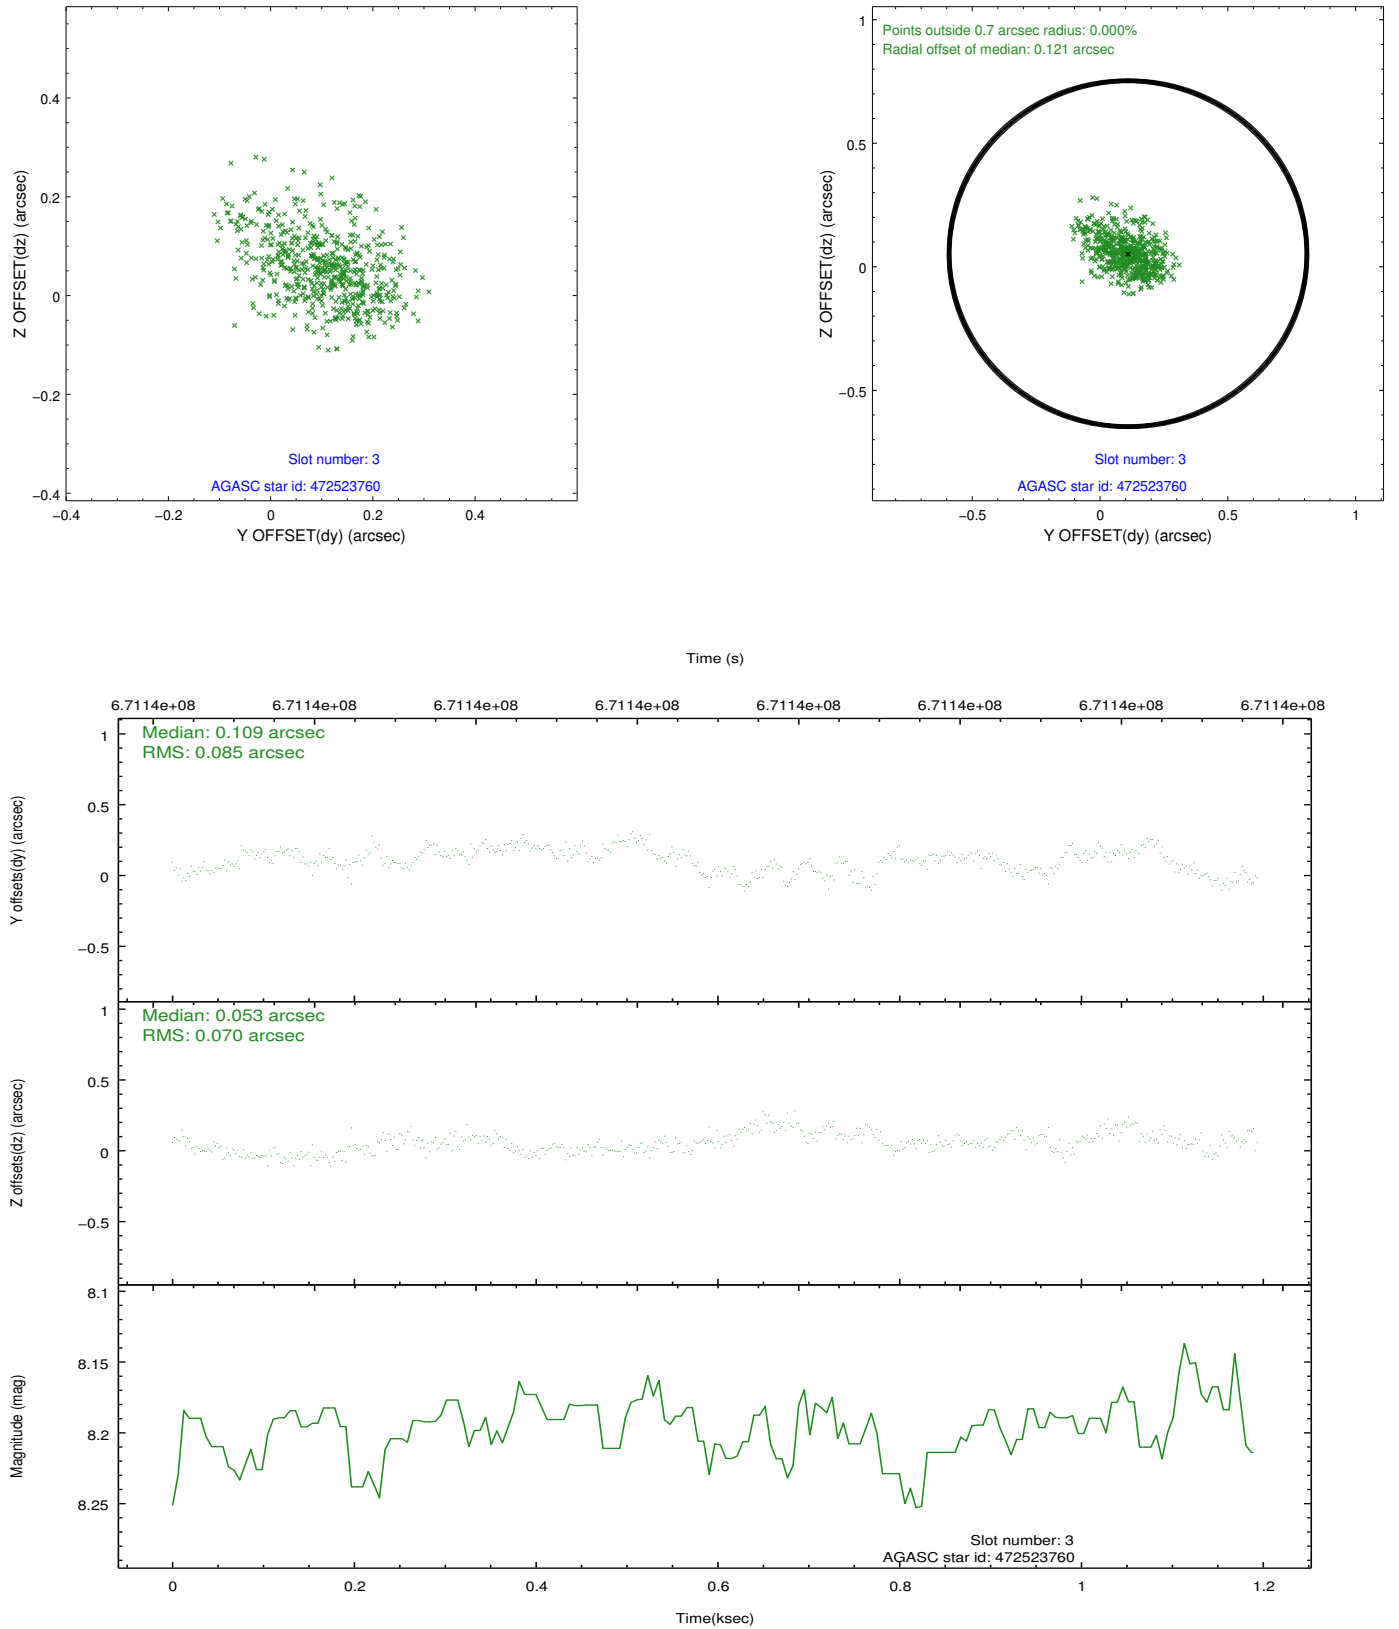 0.4
0.2
0
−0.2
−0.4
Z OFFSET(dz) (arcsec)
Slot number: 3
AGASC star id: 472523760
−0.4 −0.2 0 0.2 0.4
Y OFFSET(dy) (arcsec)
Points outside 0.7 arcsec radius: 0.000%
Radial offset of median: 0.121 arcsec
1
0.5
0
−0.5
Z OFFSET(dz) (arcsec)
Slot number: 3
AGASC star id: 472523760
−0.5 0 0.5 1
Y OFFSET(dy) (arcsec)
Time (s)
6.7114e+08 6.7114e+08 6.7114e+08 6.7114e+08 6.7114e+08 6.7114e+08 6.7114e+08 6.7114e+08
Median: 0.109 arcsec
RMS: 0.085 arcsec
1
0.5
0
−0.5
Y offsets(dy) (arcsec)
Median: 0.053 arcsec
RMS: 0.070 arcsec
1
0.5
0
−0.5
Z offsets(dz) (arcsec)
8.1
8.15
8.2
8.25
Magnitude (mag)
Slot number: 3
AGASC star id: 472523760
0 0.2 0.4 0.6 0.8 1 1.2
Time(ksec)